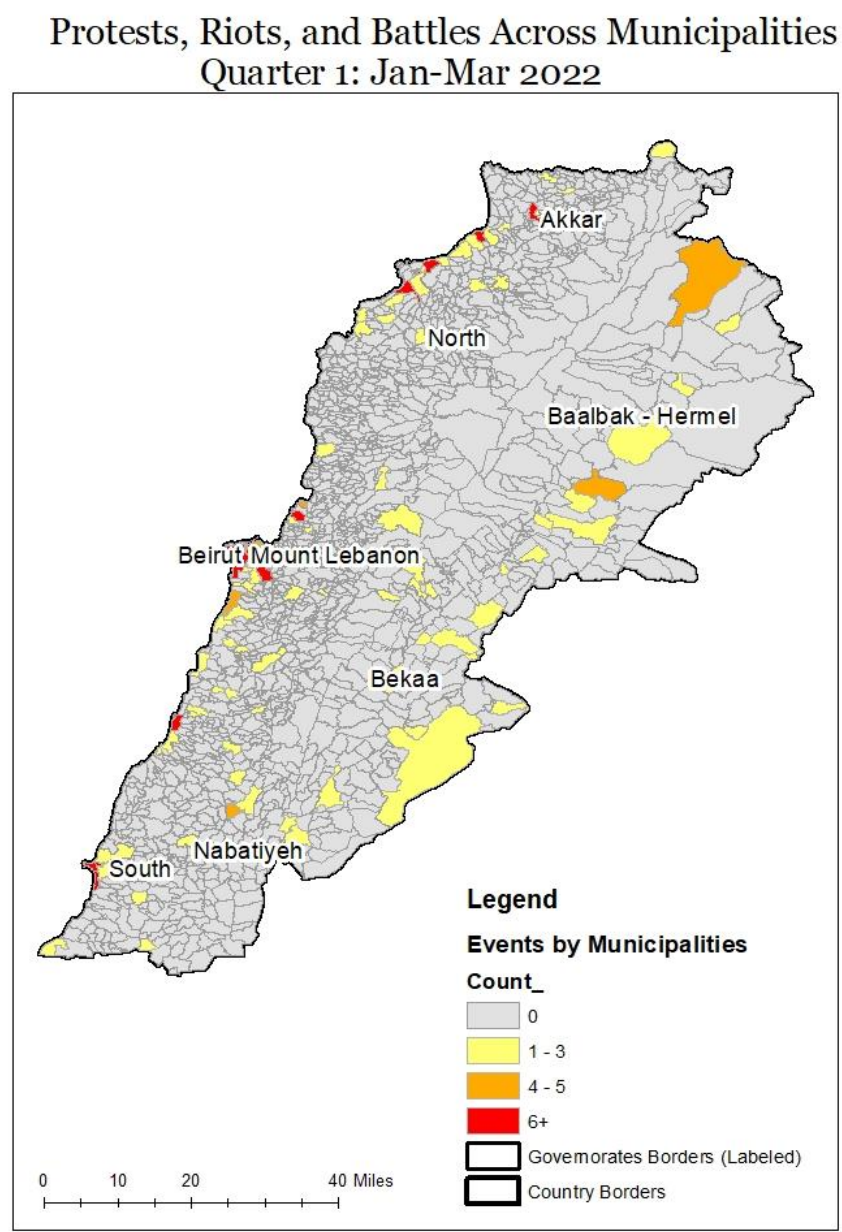 Protests, Riots, and Battles Across Municipalities
Quarter 1: Jan-Mar 2022
Akkar
North
Baalbak - Hermel
Beirut Mount Lebanon
Bekaa
Nabatiyeh
South
Legend
Events by Municipalities
Count_
0
1 - 3
4 - 5
6+
Governorates Borders (Labeled)
Country Borders
0 10 20 40 Miles